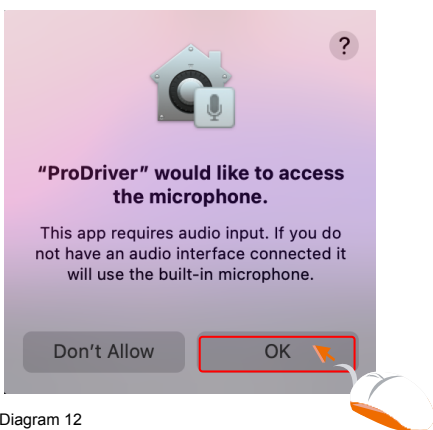 ?
“ProDriver” would like to access
the microphone.
This app requires audio input. If you do
not have an audio interface connected it
will use the built-in microphone.
Don’t Allow
OK
Diagram 12